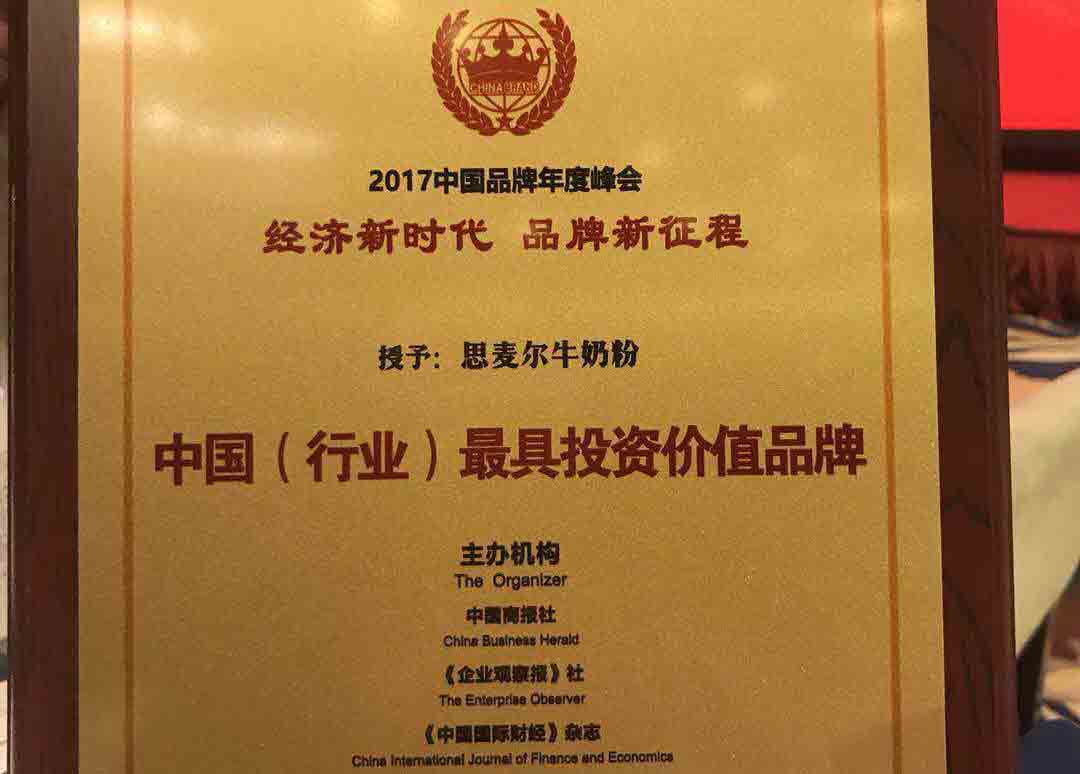 CHINA BRAND
2017中国品牌年度峰会
经济新时代 品牌新征程
授予：思麦尔牛奶粉
中国（行业）最具投资价值品牌
主办机构
The Organizer
中国商报社
China Business Herald
《企业观察报》社
The Enterprise Observer
《中国国际财经》杂志
China International Journal of Finance and Economics